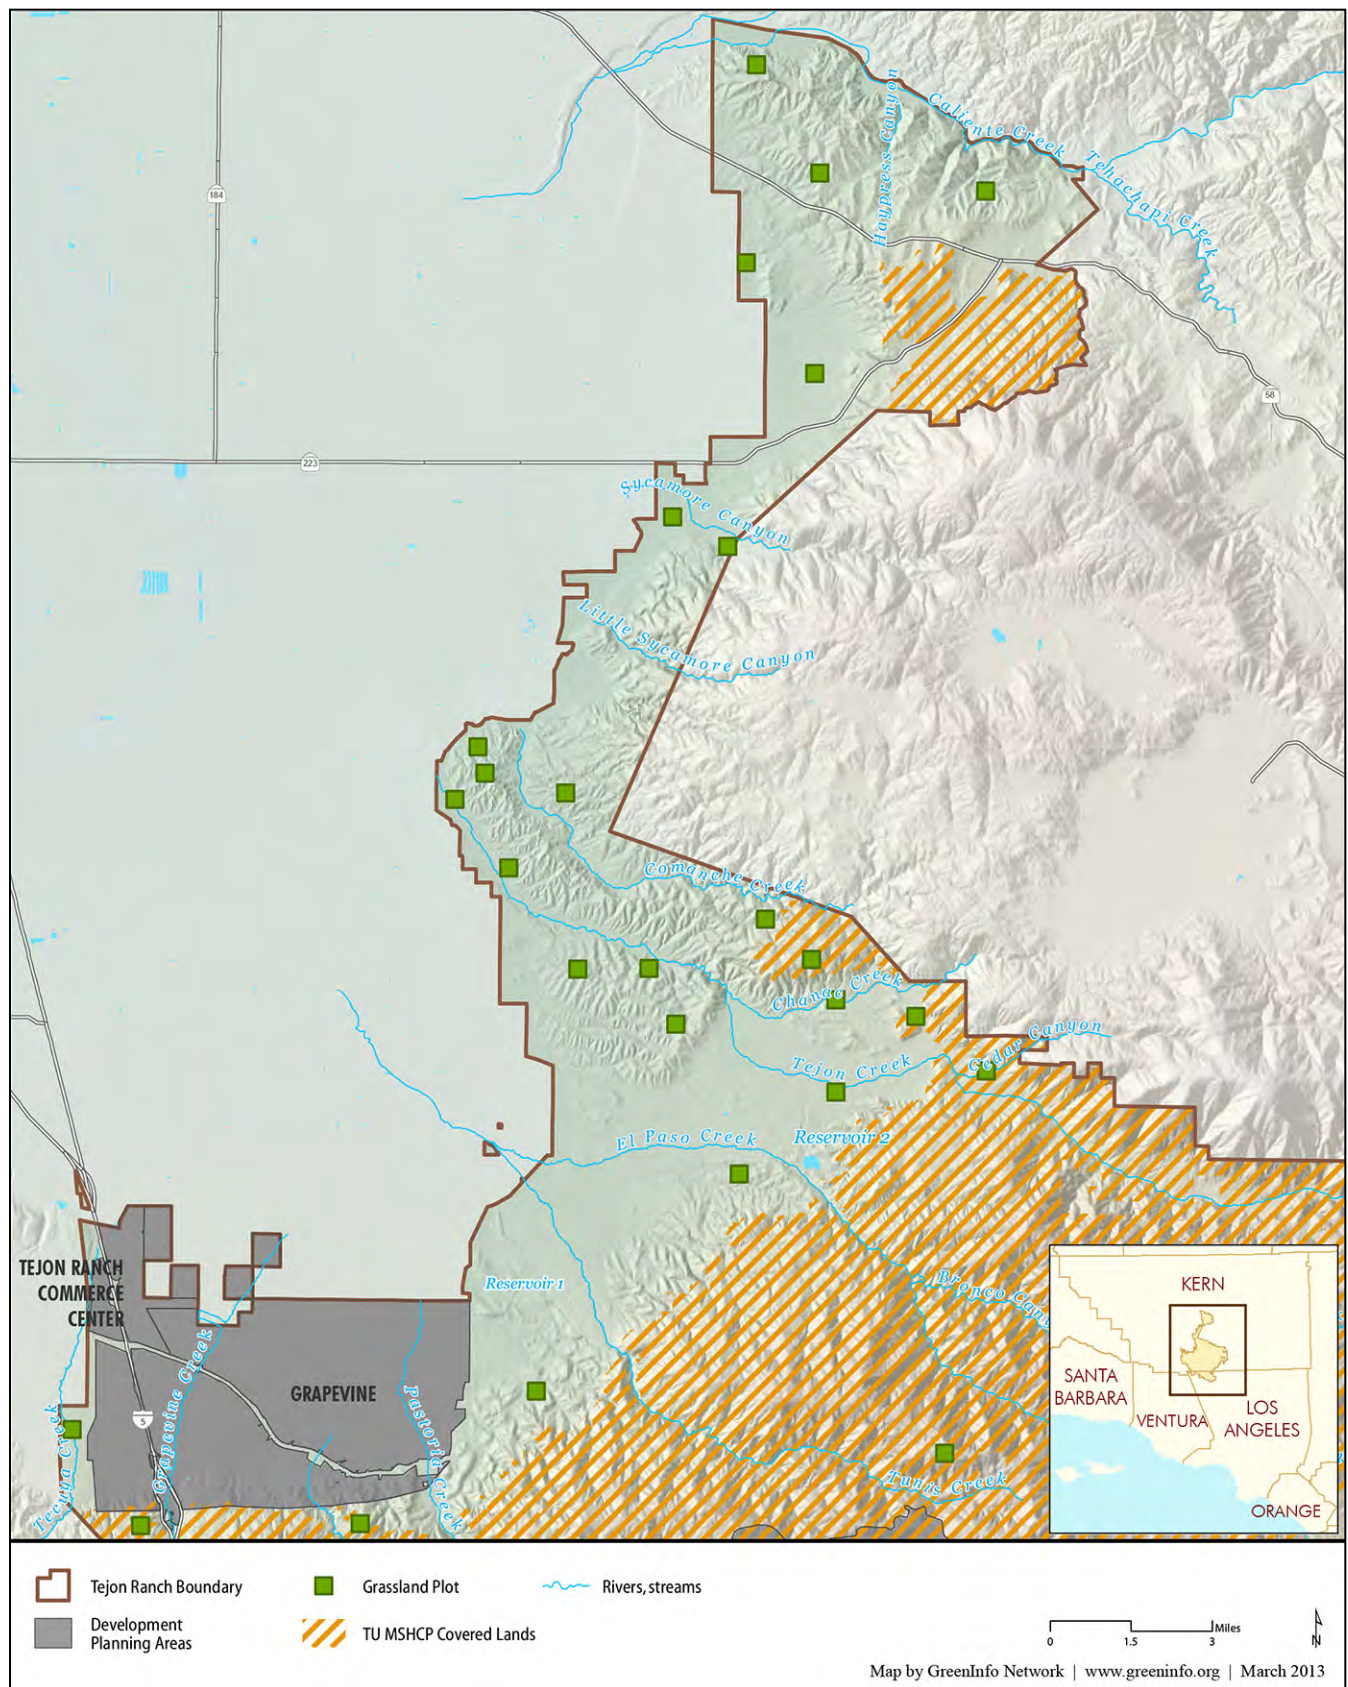 Haypress Canyon
Caliente Creek
Tehachapi Creek
184
58
223
Sycamore Canyon
Little Sycamore Canyon
Comanche Creek
Chanac Creek
Cedar Canyon
Tejon Creek
El Paso Creek
Reservoir 2
TEJON RANCH
COMMERCE
CENTER
Reservoir 1
Bronco Can
GRAPEVINE
5
Grapevine Creek
Pastoria Creek
Tecuya Creek
Tunis Creek
KERN
SANTA
BARBARA
VENTURA
LOS
ANGELES
ORANGE
Tejon Ranch Boundary
Grassland Plot
Rivers, streams
Development
Planning Areas
TU MSHCP Covered Lands
0 1.5 3 Miles
N
Map by GreenInfo Network | www.greeninfo.org | March 2013